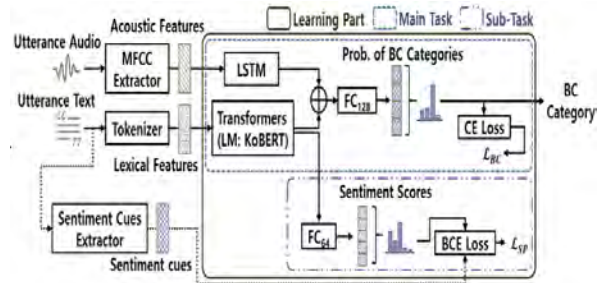 Learning Part Main Task Sub-Task
Acoustic Features
Utterance Audio
MFCC
Extractor
LSTM
Prob. of BC Categories
FC128
BC
Category
CE Loss
LBC
Utterance Text
Tokenizer
Lexical Features
Transformers
(LM: KoBERT)
Sentiment Scores
Sentiment Cues
Extractor
Sentiment cues
FC64
BCE Loss
LSP